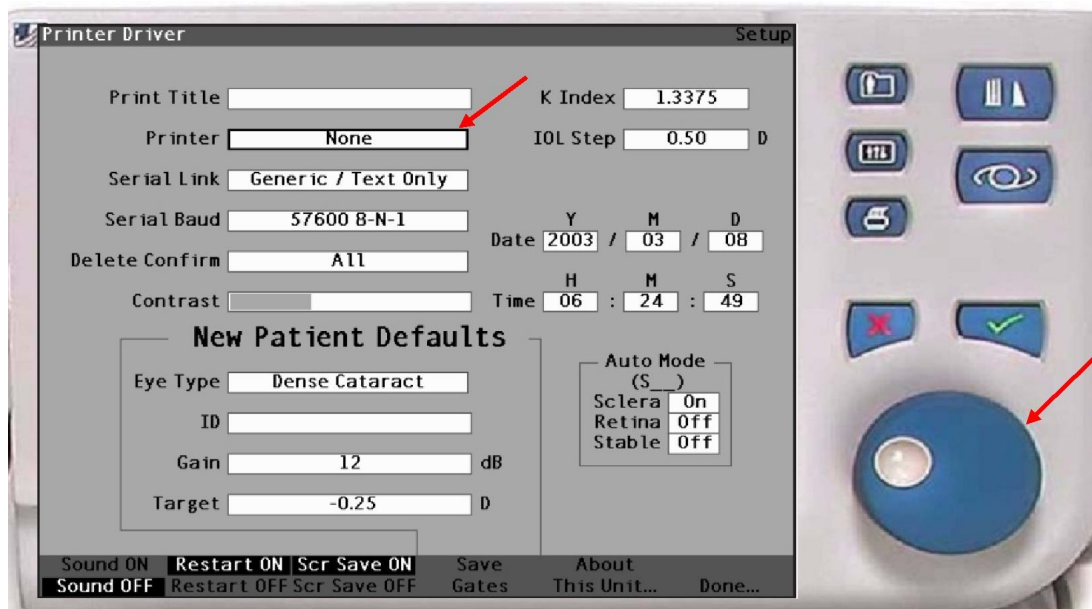 Printer Driver Setup
Print Title
Printer None
Serial Link Generic / Text Only
Serial Baud 57600 8-N-1
Delete Confirm All
Contrast
K Index 1.3375
IOL Step 0.50 D
Y M D
Date 2003 / 03 / 08
H M S
Time 06 : 24 : 49
New Patient Defaults
Eye Type Dense Cataract
ID
Gain 12 dB
Target -0.25 D
Auto Mode
(S__)
Sclera On
Retina Off
Stable Off
Sound ON Restart ON Scr Save ON Save About
Sound OFF Restart OFF Scr Save OFF Gates This Unit... Done...